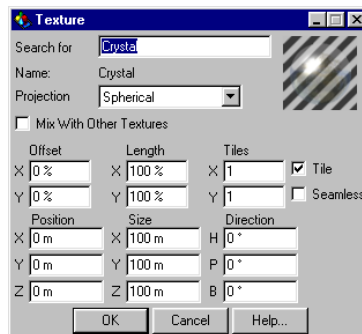 Texture
Search for Crystal
Name: Crystal
Projection Spherical
Mix With Other Textures
Offset Length Tiles
X 0 % X 100 % X 1 Tile
Y 0 % Y 100 % Y 1 Seamless
Position Size Direction
X 0 m X 100 m H 0 °
Y 0 m Y 100 m P 0 °
Z 0 m Z 100 m B 0 °
OK Cancel Help...